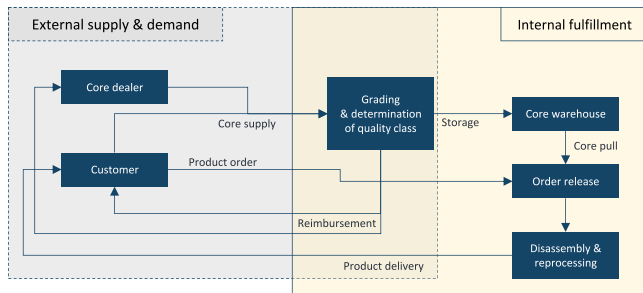 External supply & demand
Internal fulfillment
Core dealer
Grading
& determination
of quality class
Core supply
Storage
Core warehouse
Core pull
Customer
Product order
Order release
Reimbursement
Disassembly &
reprocessing
Product delivery